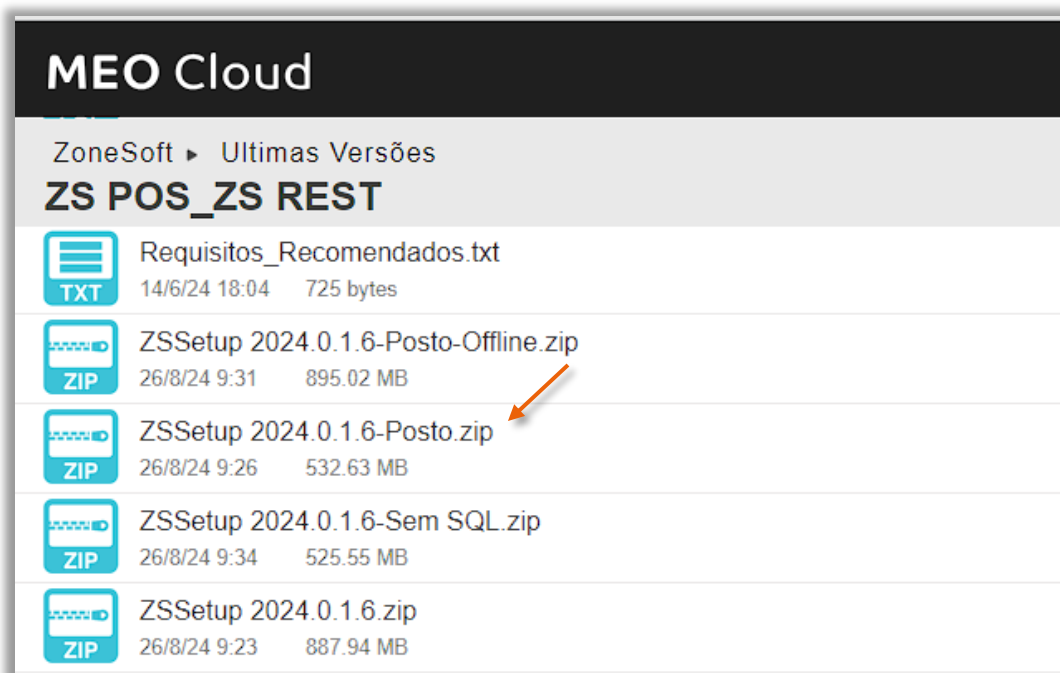 MEO Cloud
ZoneSoft ▸ Ultimas Versões
ZS POS_ZS REST
TXT
Requisitos_Recomendados.txt
14/6/24 18:04 725 bytes
ZIP
ZSSetup 2024.0.1.6-Posto-Offline.zip
26/8/24 9:31 895.02 MB
ZIP
ZSSetup 2024.0.1.6-Posto.zip
26/8/24 9:26 532.63 MB
ZIP
ZSSetup 2024.0.1.6-Sem SQL.zip
26/8/24 9:34 525.55 MB
ZIP
ZSSetup 2024.0.1.6.zip
26/8/24 9:23 887.94 MB